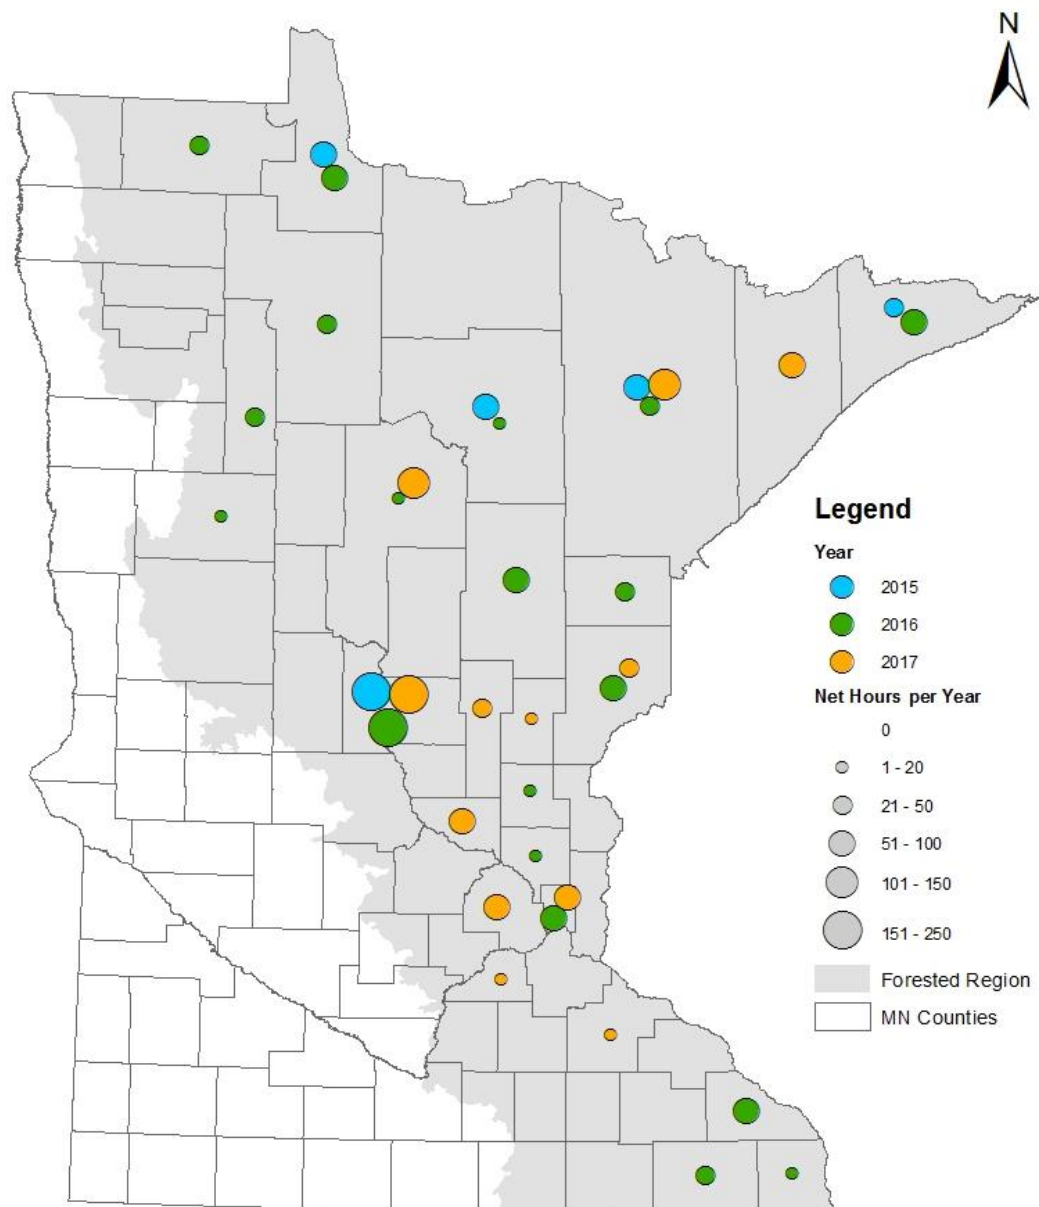 N
Legend
Year
2015
2016
2017
Net Hours per Year
0
1 - 20
21 - 50
51 - 100
101 - 150
151 - 250
Forested Region
MN Counties